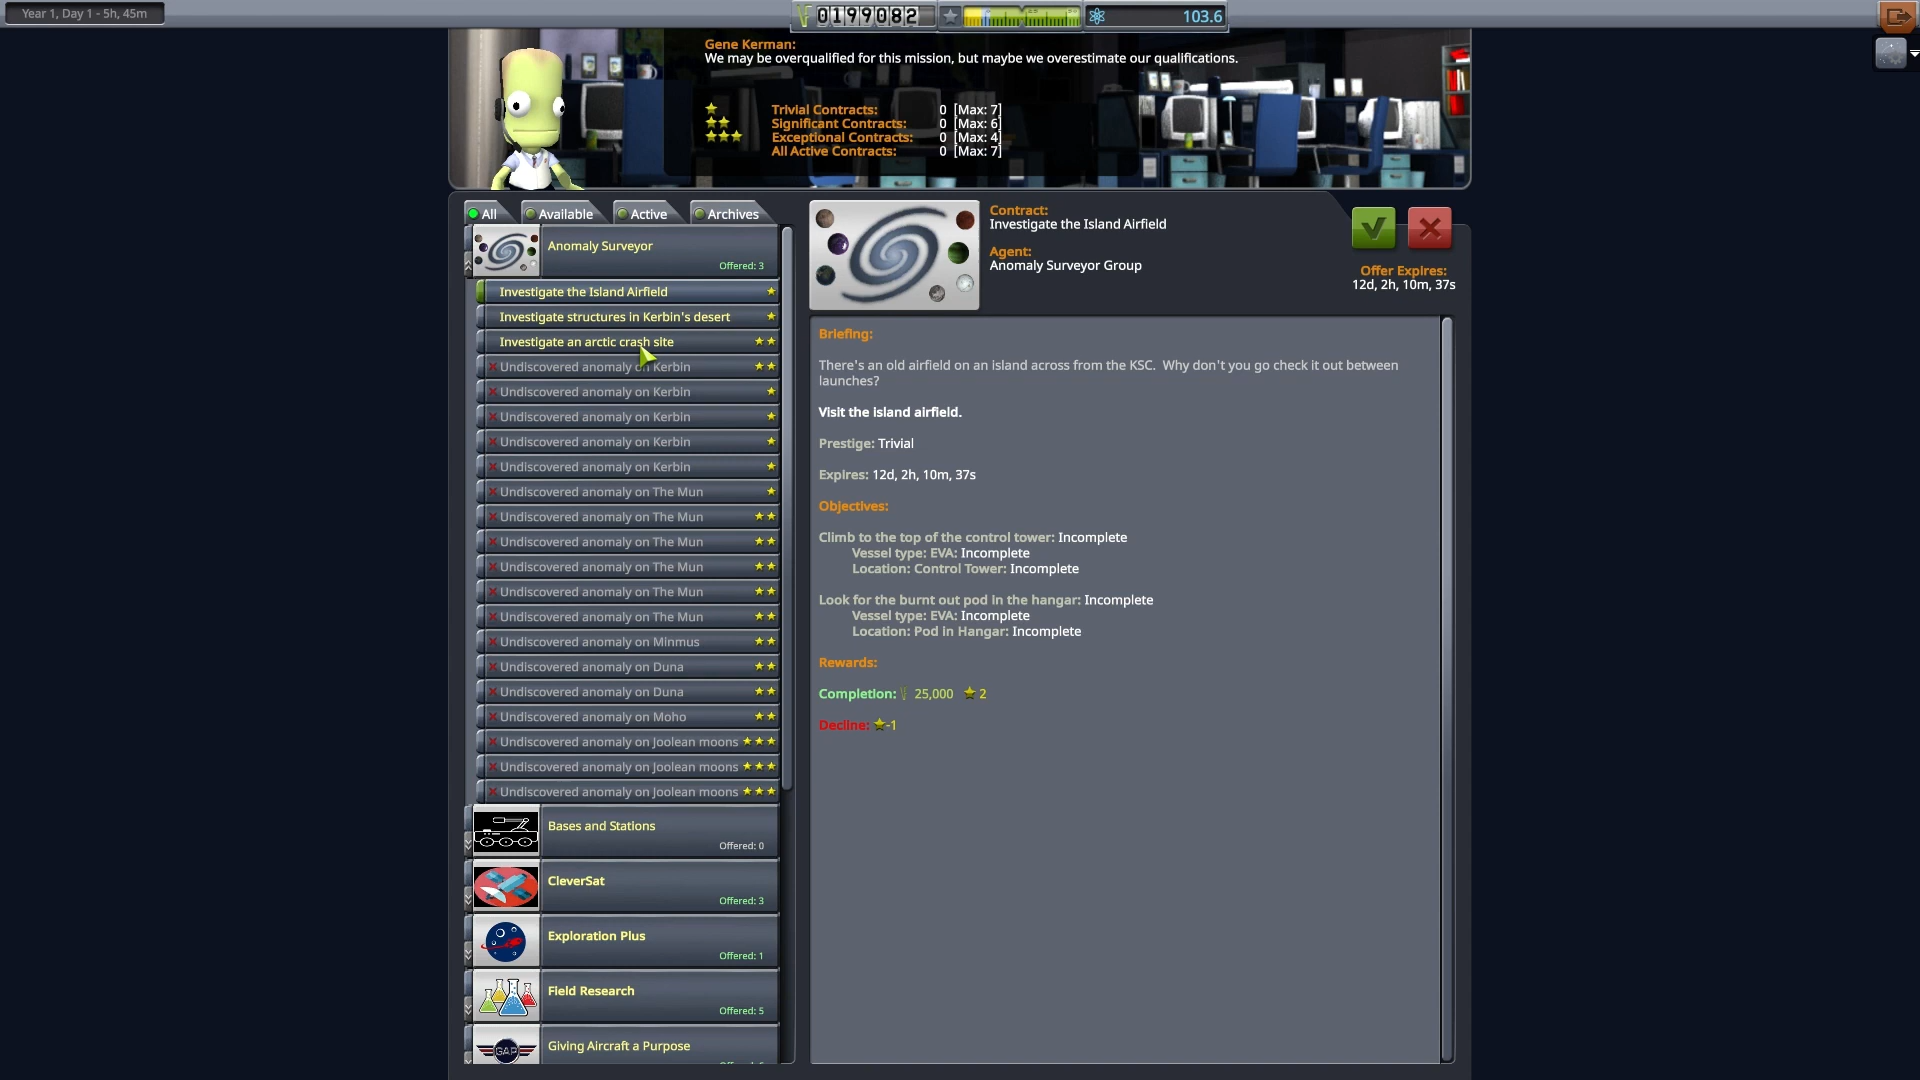 Year 1, Day 1 - 5h, 45m
0199082
103.6
Gene Kerman:
We may be overqualified for this mission, but maybe we overestimate our qualifications.
Trivial Contracts: 0 [Max: 7]
Significant Contracts: 0 [Max: 6]
Exceptional Contracts: 0 [Max: 4]
All Active Contracts: 0 [Max: 7]
All
Available
Active
Archives
Anomaly Surveyor
Offered: 3
Investigate the Island Airfield
Investigate structures in Kerbin's desert
Investigate an arctic crash site
Undiscovered anomaly on Kerbin
Undiscovered anomaly on Kerbin
Undiscovered anomaly on Kerbin
Undiscovered anomaly on Kerbin
Undiscovered anomaly on Kerbin
Undiscovered anomaly on The Mun
Undiscovered anomaly on The Mun
Undiscovered anomaly on The Mun
Undiscovered anomaly on The Mun
Undiscovered anomaly on The Mun
Undiscovered anomaly on The Mun
Undiscovered anomaly on Minmus
Undiscovered anomaly on Duna
Undiscovered anomaly on Duna
Undiscovered anomaly on Moho
Undiscovered anomaly on Joolean moons
Undiscovered anomaly on Joolean moons
Undiscovered anomaly on Joolean moons
Bases and Stations
Offered: 0
CleverSat
Offered: 3
Exploration Plus
Offered: 1
Field Research
Offered: 5
GAP
Giving Aircraft a Purpose
Contract:
Investigate the Island Airfield
Agent:
Anomaly Surveyor Group
Offer Expires:
12d, 2h, 10m, 37s
Briefing:
There's an old airfield on an island across from the KSC. Why don't you go check it out between
launches?
Visit the island airfield.
Prestige: Trivial
Expires: 12d, 2h, 10m, 37s
Objectives:
Climb to the top of the control tower: Incomplete
Vessel type: EVA: Incomplete
Location: Control Tower: Incomplete
Look for the burnt out pod in the hangar: Incomplete
Vessel type: EVA: Incomplete
Location: Pod in Hangar: Incomplete
Rewards:
Completion: 25,000 2
Decline: -1